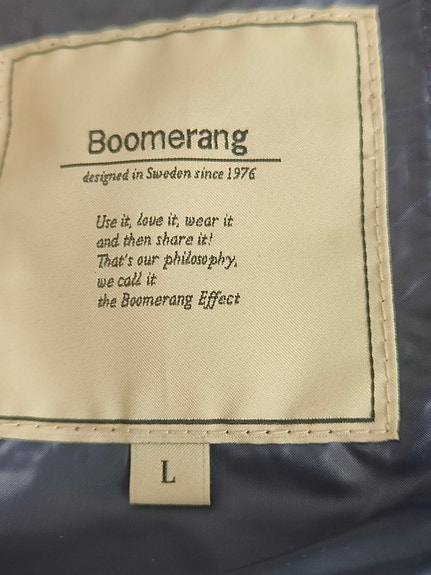 Boomerang
designed in Sweden since 1976
Use it, love it, wear it
and then share it!
That's our philosophy,
we call it
the Boomerang Effect
L